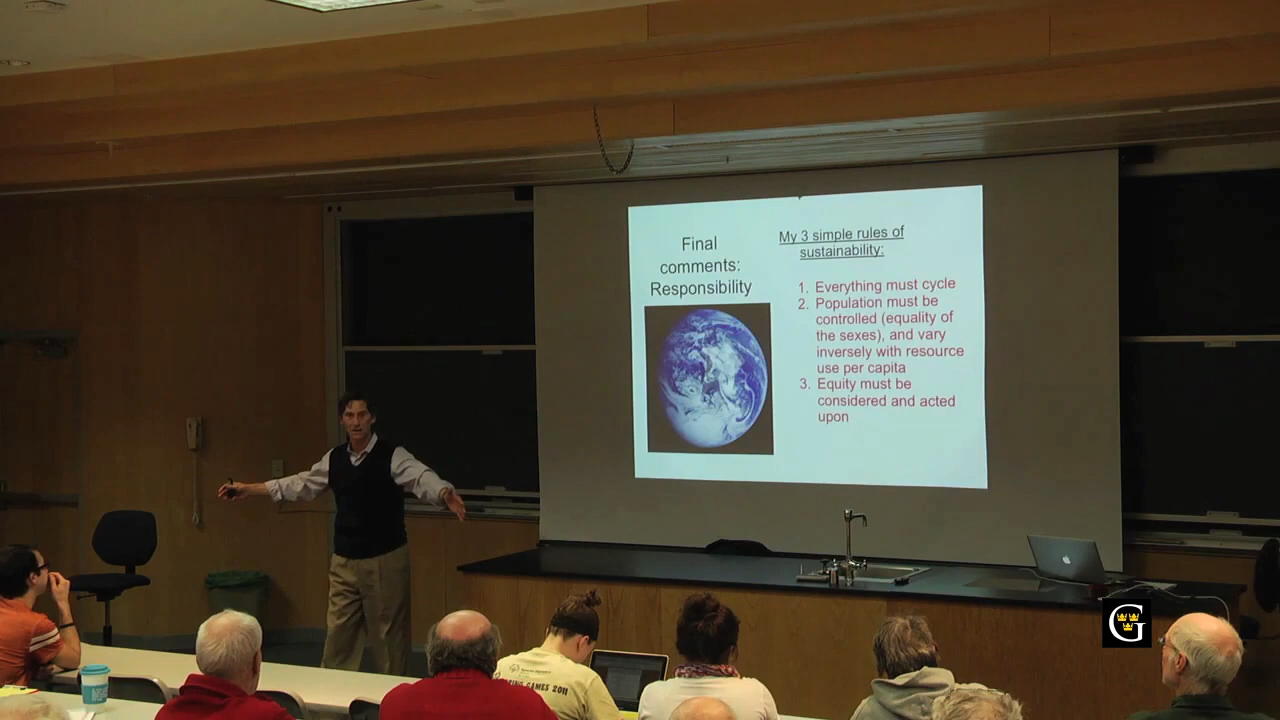 Final
comments:
Responsibility
My 3 simple rules of
sustainability:
1. Everything must cycle
2. Population must be
controlled (equality of
the sexes), and vary
inversely with resource
use per capita
3. Equity must be
considered and acted
upon
GAMES 2011
G